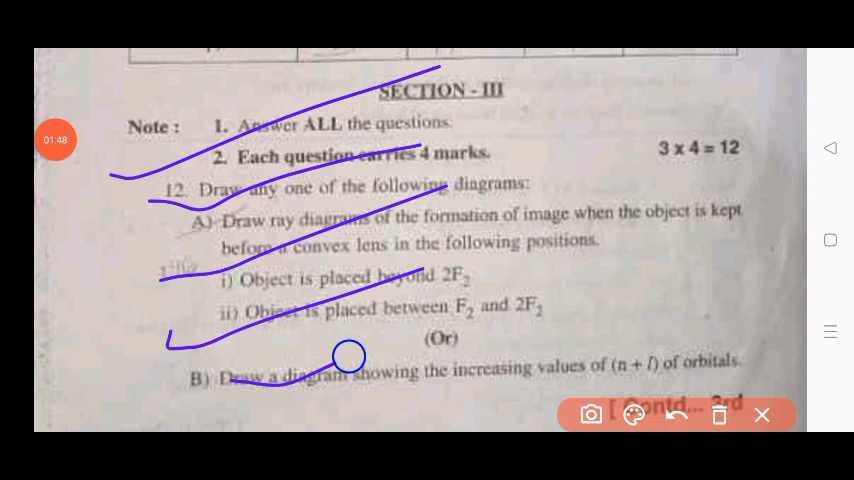 SECTION - III
Note : 1. Answer ALL the questions.
2. Each question carries 4 marks. 3 x 4 = 12
12. Draw any one of the following diagrams:
A) Draw ray diagrams of the formation of image when the object is kept
before a convex lens in the following positions.
i) Object is placed beyond 2F₂
ii) Object is placed between F₂ and 2F₂
(Or)
B) Draw a diagram showing the increasing values of (n + l) of orbitals.
[ Contd... 3rd
01:48